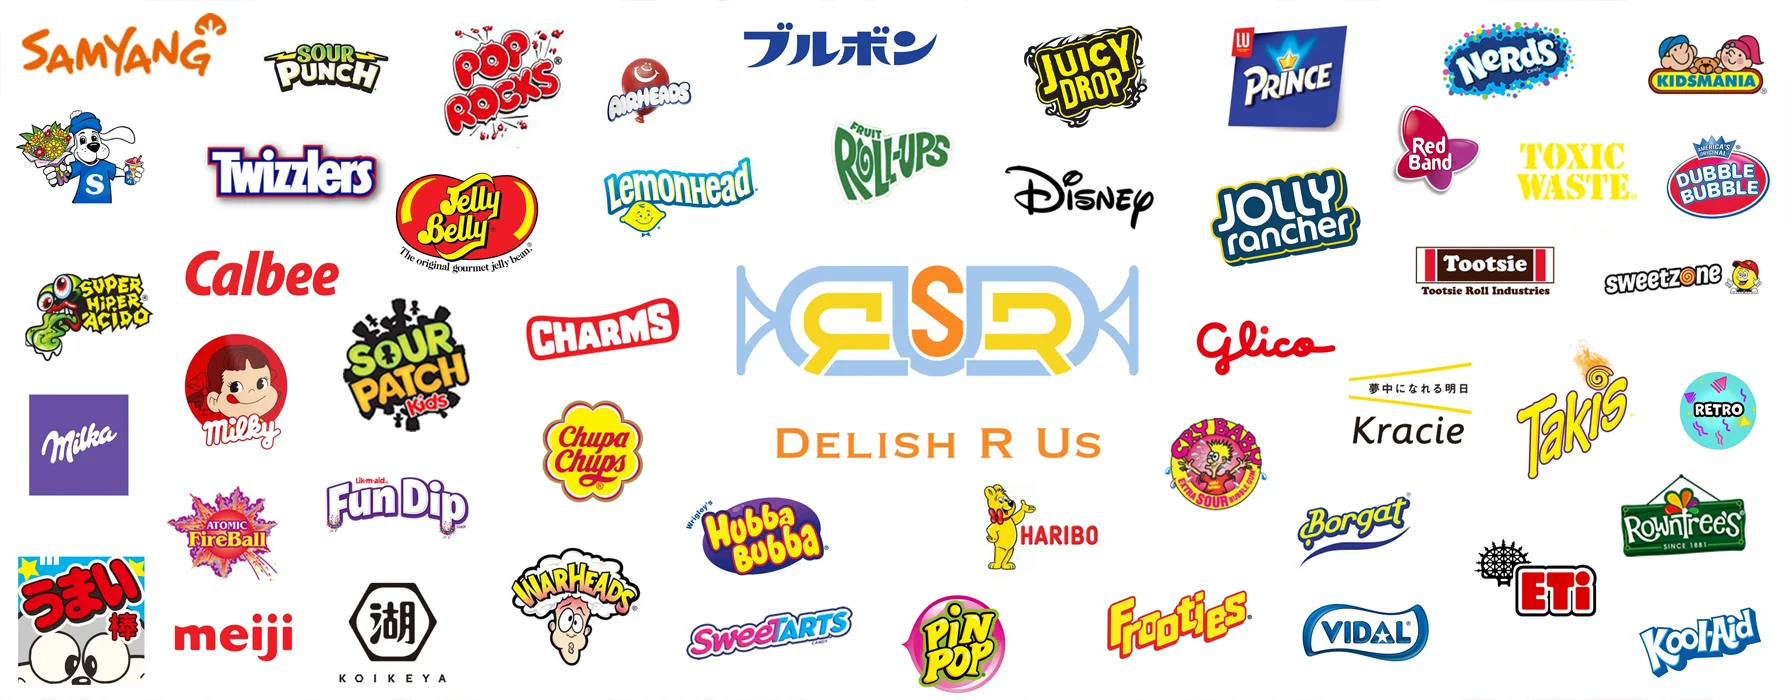 SAMYANG
SOUR
PUNCH
POP
ROCKS
AIRHEADS
ブルボン
JUICY
DROP
LU
PRINCE
Nerds
Candy
KIDSMANIA
S
Twizzlers
Jelly
Belly
The original gourmet jelly bean.
Lemonhead
FRUIT
ROLL-UPS
Disney
JOLLY
rancher
Red
Band
TOXIC
WASTE
AMERICA'S
ORIGINAL
DUBBLE
BUBBLE
Calbee
SUPER
HiPER
ACiDO
Tootsie
Tootsie Roll Industries
sweetzone
Milky
SOUR
PATCH
Kids
CHARMS
RSR
DELISH R US
Glico
夢中になれる明日
Kracie
Takis
RETRO
Milka
Chupa
Chups
CRY BABY
EXTRA SOUR BUBBLE GUM
Lik-m-aid
Fun Dip
ATOMIC
FireBall
Wrigley's
Hubba
Bubba
HARIBO
Borgat
Rowntree's
SINCE 1881
うまい
棒
meiji
湖
KOIKEYA
WARHEADS
SWEETARTS
CANDY
PiN
POP
Frooties
VIDAL
ETi
Kool-Aid